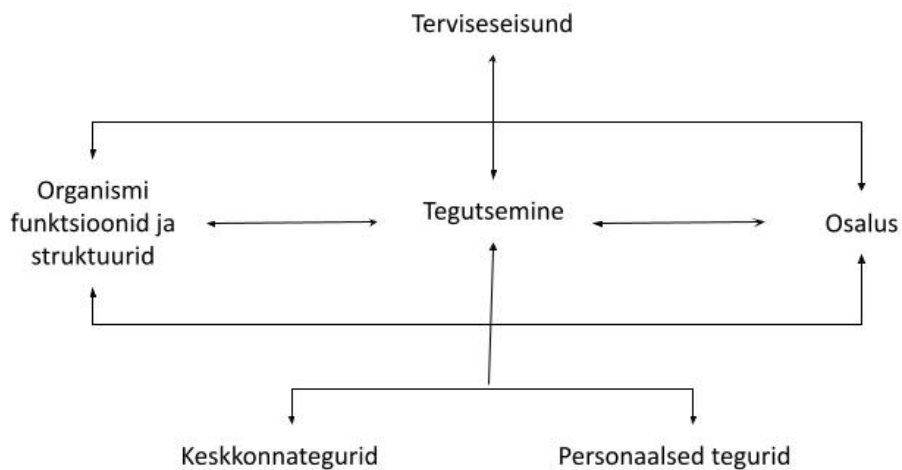 Terviseseisund
Organismi
funktsioonid ja
struktuurid
Tegutsemine
Osalus
Keskkonnategurid
Personaalsed tegurid